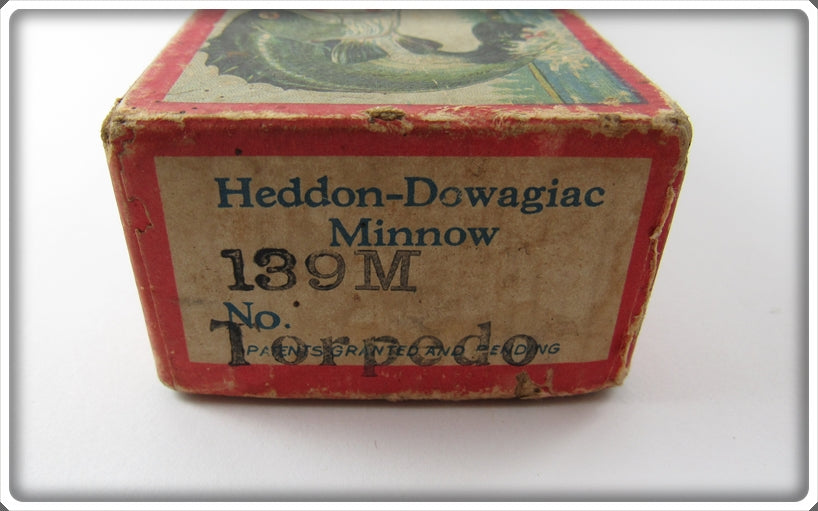 Heddon-Dowagiac
Minnow
139M
No.
Torpedo
PATENTS GRANTED AND PENDING